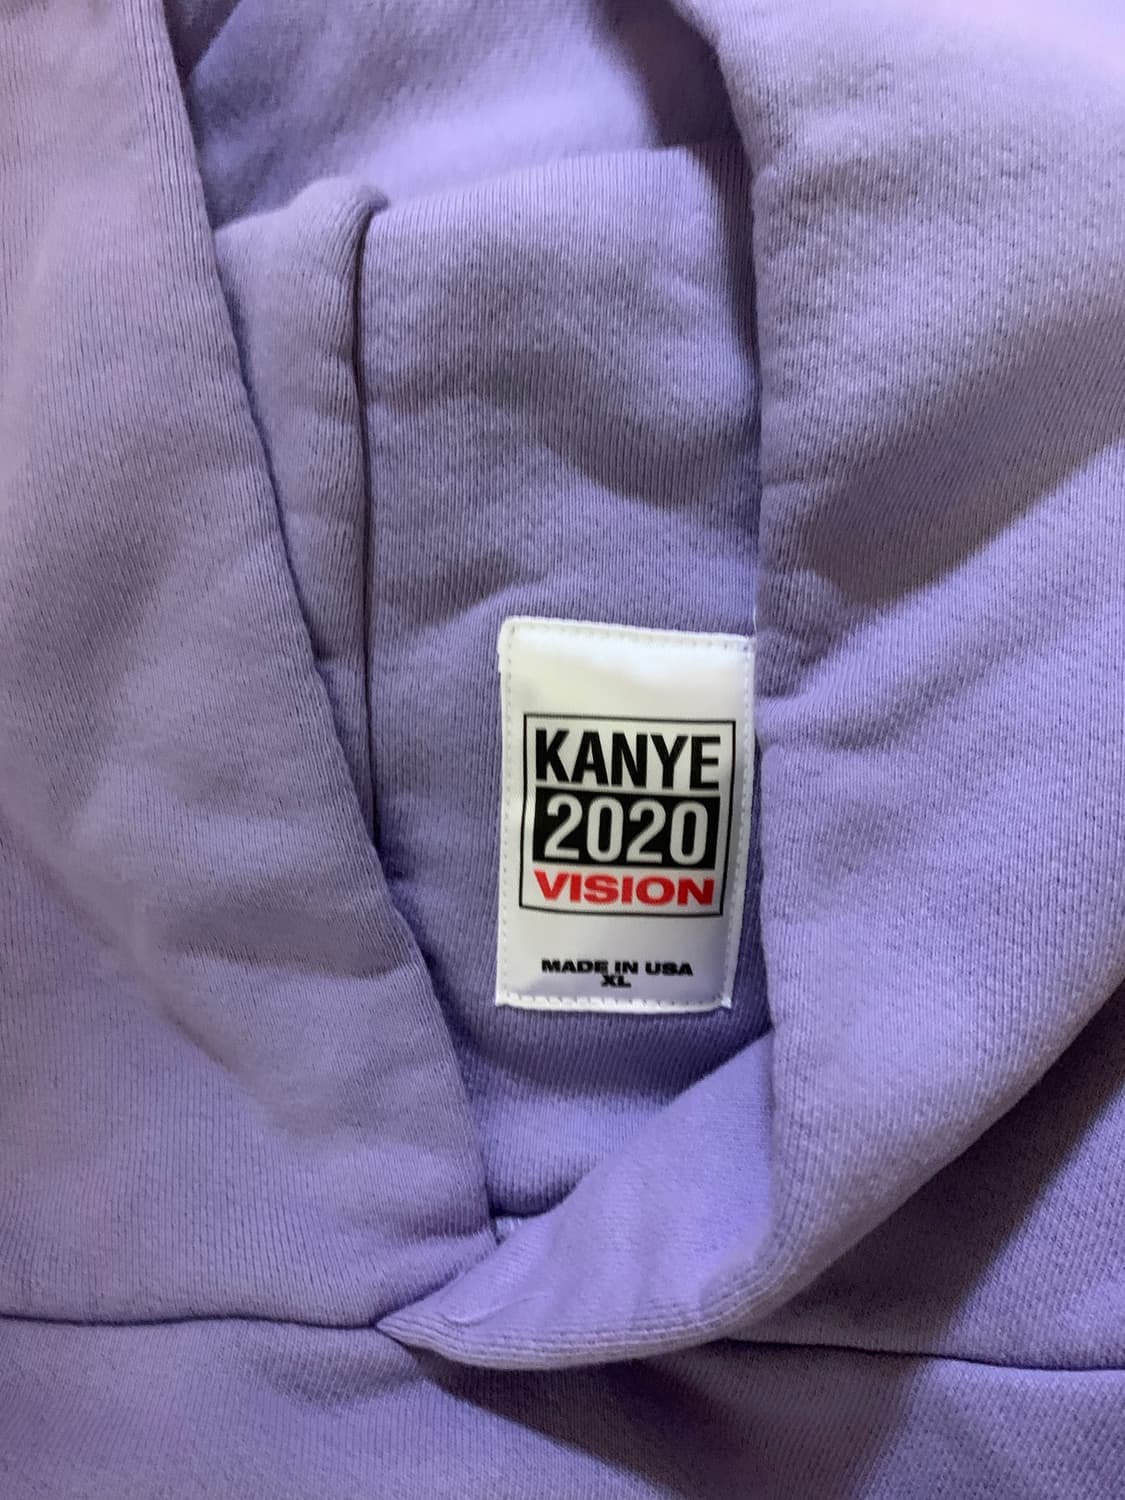 KANYE
2020
VISION
MADE IN USA
XL